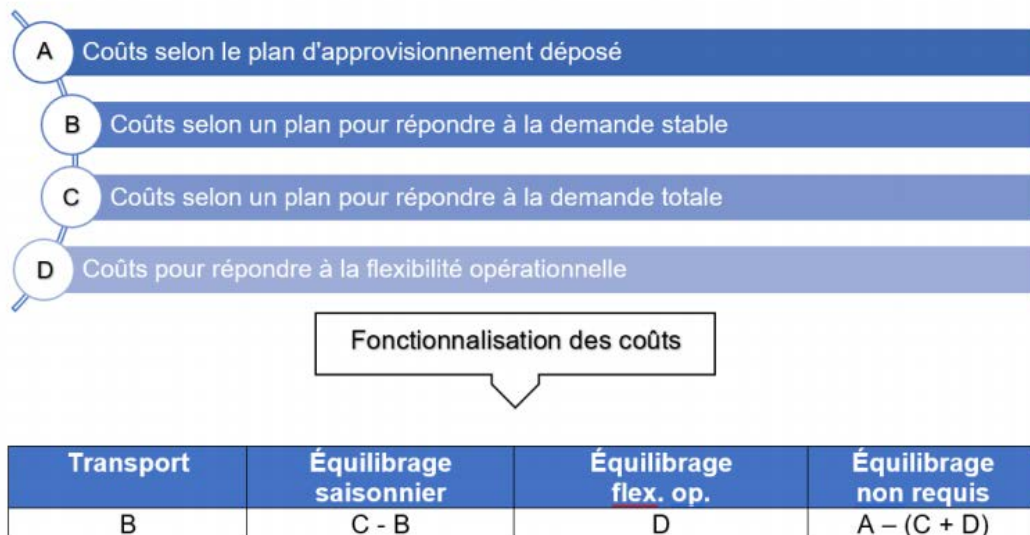 A Coûts selon le plan d'approvisionnement déposé
B Coûts selon un plan pour répondre à la demande stable
C Coûts selon un plan pour répondre à la demande totale
D Coûts pour répondre à la flexibilité opérationnelle
Fonctionnalisation des coûts
Transport Équilibrage Équilibrage Équilibrage
saisonnier flex. op. non requis
B C - B D A – (C + D)